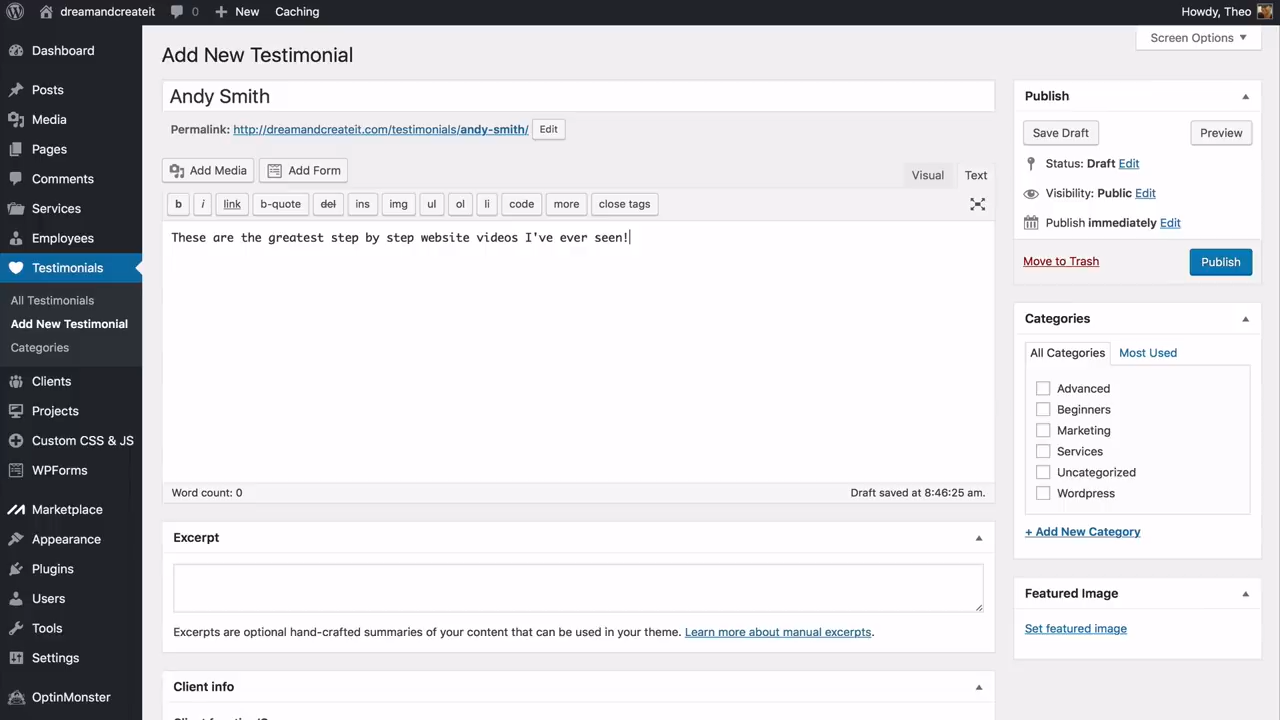 dreamandcreateit 0 New Caching Howdy, Theo
Dashboard
Posts
Media
Pages
Comments
Services
Employees
Testimonials
All Testimonials
Add New Testimonial
Categories
Clients
Projects
Custom CSS & JS
WPForms
Marketplace
Appearance
Plugins
Users
Tools
Settings
OptinMonster
Screen Options
Add New Testimonial
Andy Smith
Permalink: http://dreamandcreateit.com/testimonials/andy-smith/ Edit
Add Media Add Form
Visual Text
b i link b-quote del ins img ul ol li code more close tags
These are the greatest step by step website videos I've ever seen!
Word count: 0 Draft saved at 8:46:25 am.
Excerpt
Excerpts are optional hand-crafted summaries of your content that can be used in your theme. Learn more about manual excerpts.
Client info
Publish
Save Draft Preview
Status: Draft Edit
Visibility: Public Edit
Publish immediately Edit
Move to Trash Publish
Categories
All Categories Most Used
Advanced
Beginners
Marketing
Services
Uncategorized
Wordpress
+ Add New Category
Featured Image
Set featured image